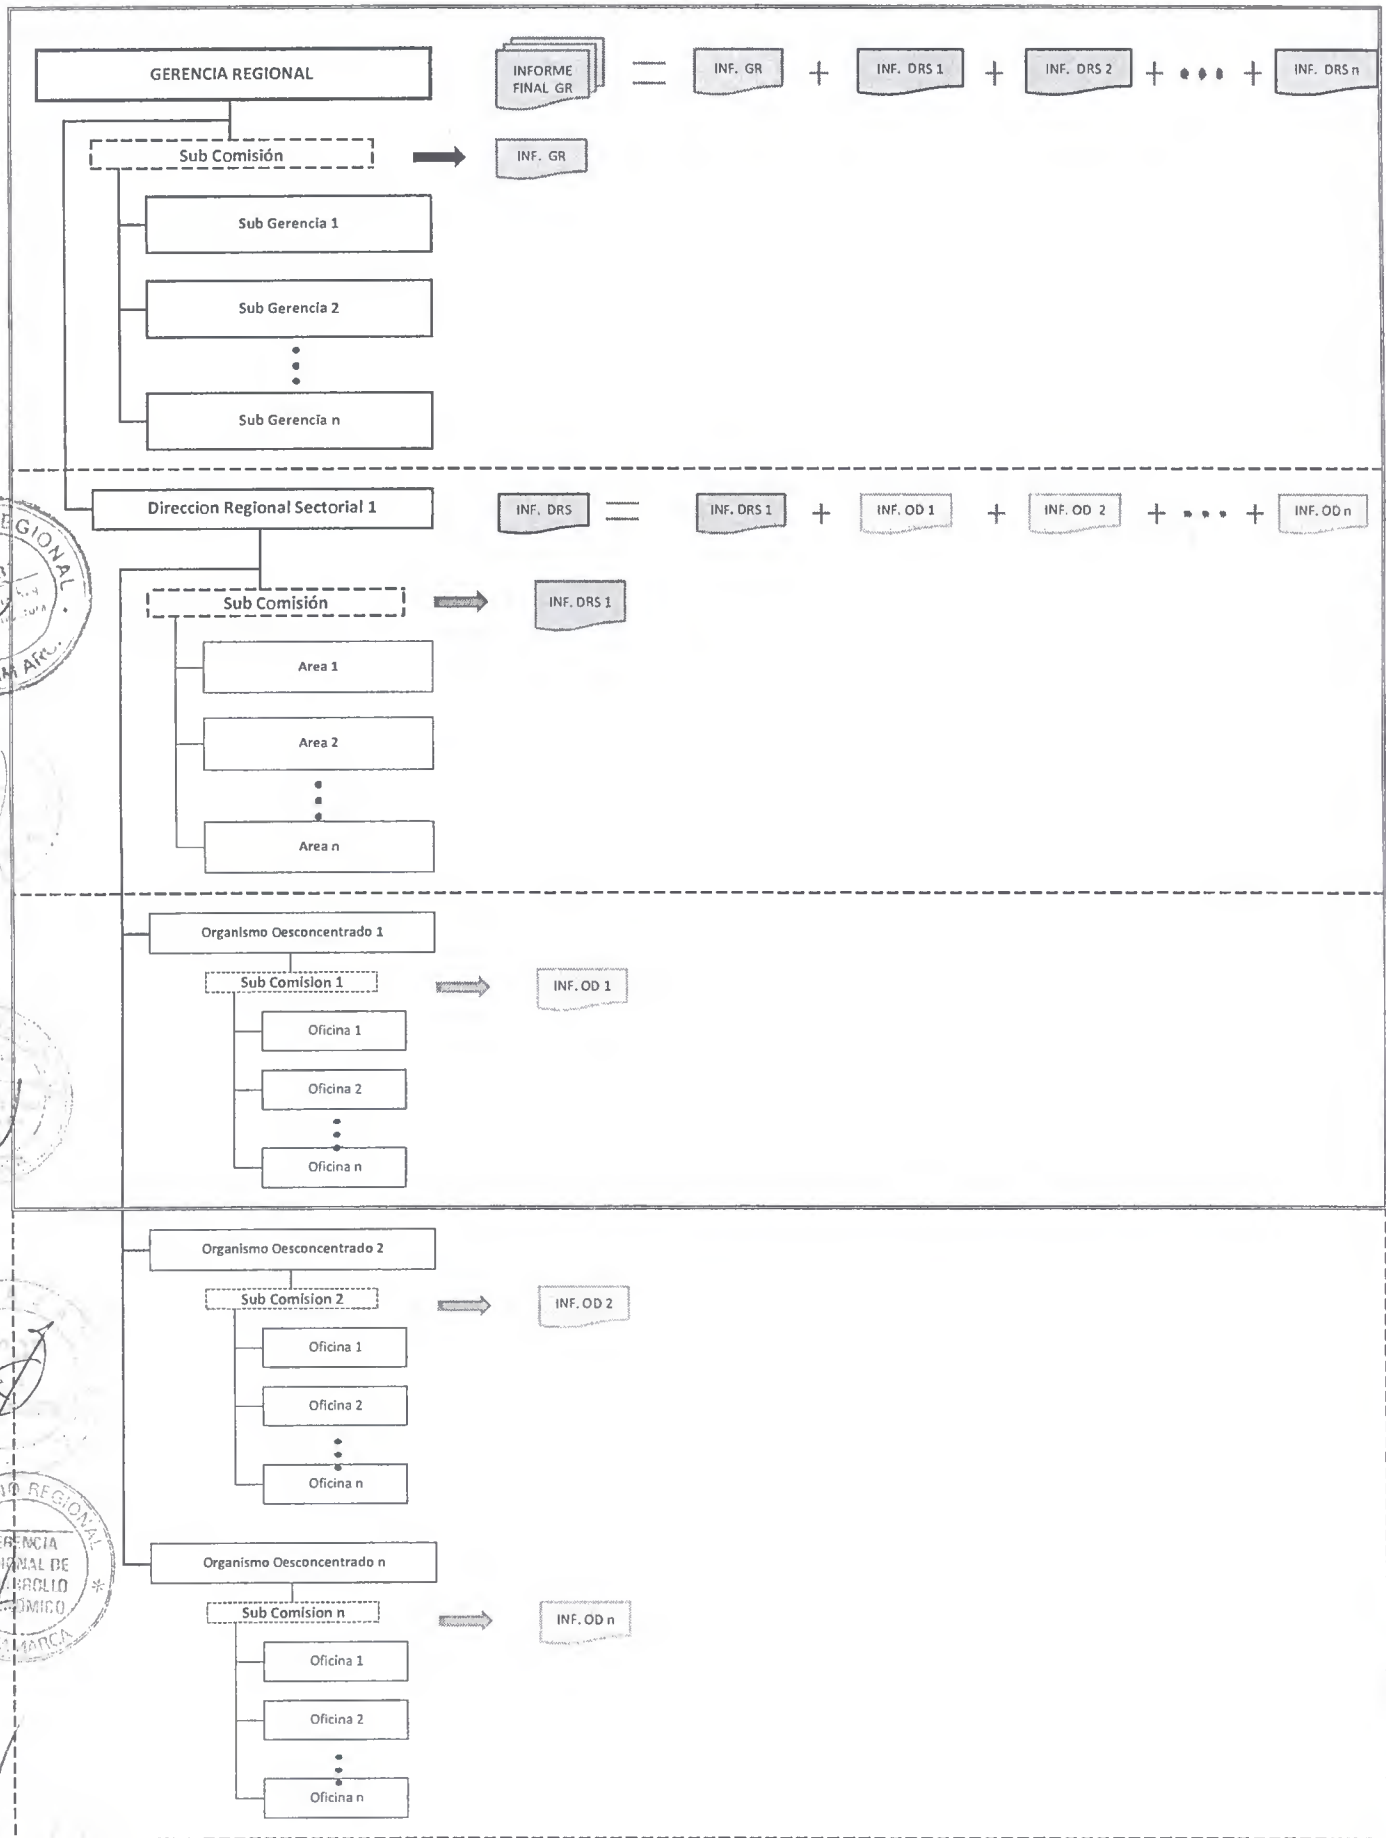 GERENCIA REGIONAL
INFORME
FINAL GR
INF. GR
+
INF. DRS 1
+
INF. DRS 2
+ ••• +
INF. DRS n
Sub Comisión
INF. GR
Sub Gerencia 1
Sub Gerencia 2
Sub Gerencia n
Direccion Regional Sectorial 1
INF. DRS
INF. DRS 1
+
INF. OD 1
+
INF. OD 2
+ ••• +
INF. OD n
Sub Comisión
INF. DRS 1
Area 1
Area 2
Area n
Organismo Oesconcentrado 1
Sub Comision 1
INF. OD 1
Oficina 1
Oficina 2
Oficina n
Organismo Oesconcentrado 2
Sub Comision 2
INF. OD 2
Oficina 1
Oficina 2
Oficina n
Organismo Oesconcentrado n
Sub Comision n
INF. OD n
Oficina 1
Oficina 2
Oficina n
REGIONAL